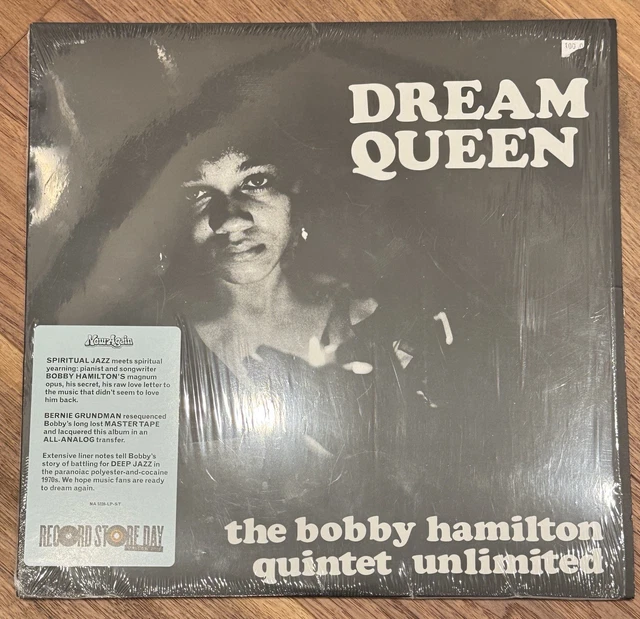 100
DREAM
QUEEN
Now-Again
SPIRITUAL JAZZ meets spiritual
yearning: pianist and songwriter
BOBBY HAMILTON'S magnum
opus, his secret, his raw love letter to
the music that didn't seem to love
him back.
BERNIE GRUNDMAN resequenced
Bobby's long lost MASTER TAPE
and lacquered this album in an
ALL-ANALOG transfer.
Extensive liner notes tell Bobby's
story of battling for DEEP JAZZ in
the paranoiac polyester-and-cocaine
1970s. We hope music fans are ready
to dream again.
RECORD STORE DAY
the bobby hamilton
quintet unlimited